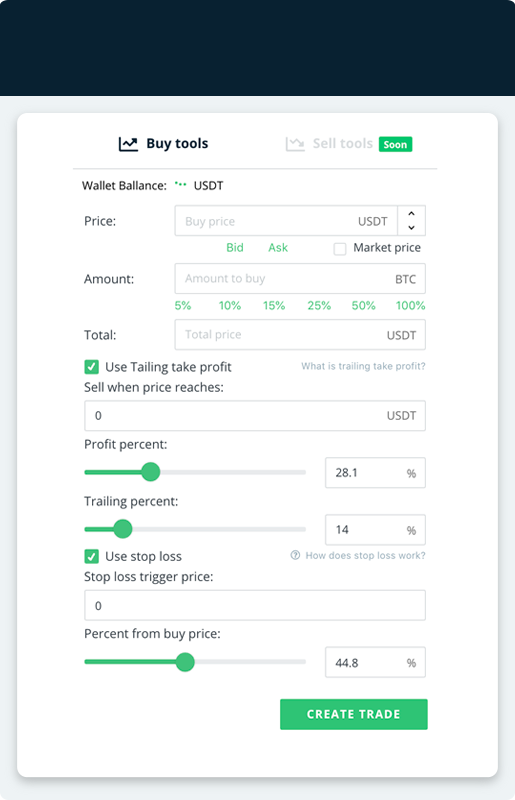 Buy tools Sell tools Soon
Wallet Ballance: USDT
Price: Buy price USDT
Bid Ask Market price
Amount: Amount to buy BTC
5% 10% 15% 25% 50% 100%
Total: Total price USDT
Use Tailing take profit What is trailing take profit?
Sell when price reaches:
0 USDT
Profit percent:
28.1 %
Trailing percent:
14 %
Use stop loss How does stop loss work?
Stop loss trigger price:
0
Percent from buy price:
44.8 %
CREATE TRADE